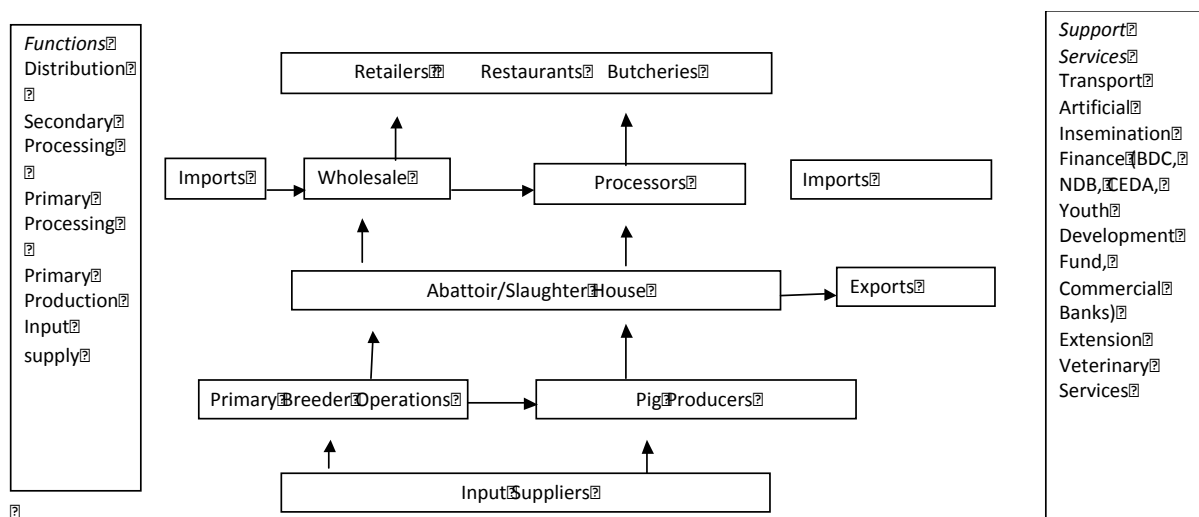 Functions
Distribution
Secondary
Processing
Primary
Processing
Primary
Production
Input
supply
Retailers Restaurants Butcheries
Imports
Wholesale
Processors
Imports
Abattoir/Slaughter House
Exports
Primary Breeder Operations
Pig Producers
Input Suppliers
Support
Services
Transport
Artificial
Insemination
Finance (BDC,
NDB, CEDA,
Youth
Development
Fund,
Commercial
Banks)
Extension
Veterinary
Services